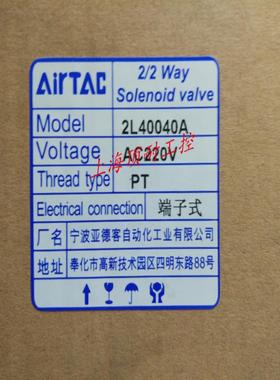 AirTAC
2/2 Way
Solenoid valve
Model 2L40040A
Voltage AC220V
Thread type PT
Electrical connection 端子式
厂名 宁波亚德客自动化工业有限公司
地址 奉化市高新技术园区四明东路88号